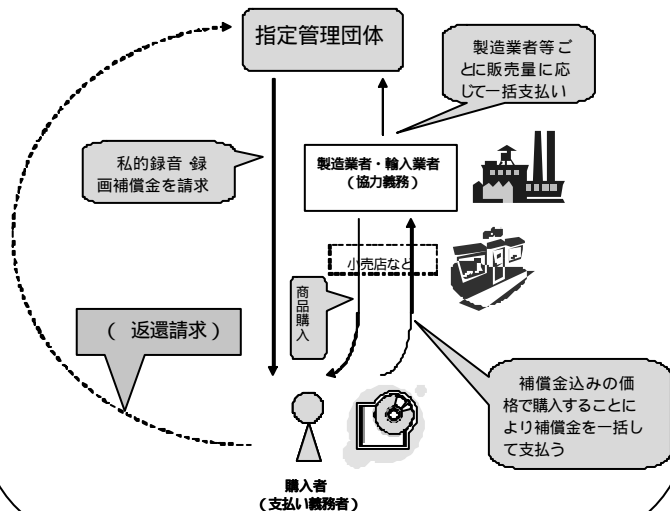 指定管理団体
製造業者等ご
とに販売量に応
じて一括支払い
私的録音・録
画補償金を請求
製造業者・輸入業者
（協力義務）
小売店など
商品購入
（　返還請求）
補償金込みの価
格で購入することに
より補償金を一括し
て支払う
購入者
（支払い義務者）